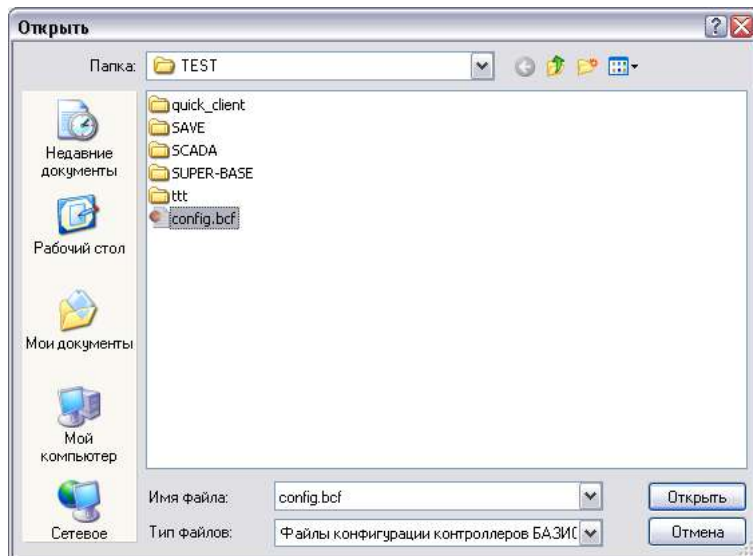 Открыть
Папка:
TEST
Недавние
документы
Рабочий стол
Мои документы
Мой
компьютер
Сетевое
quick_client
SAVE
SCADA
SUPER-BASE
ttt
config.bcf
Имя файла:
config.bcf
Открыть
Тип файлов:
Файлы конфигурации контроллеров БАЗИС
Отмена